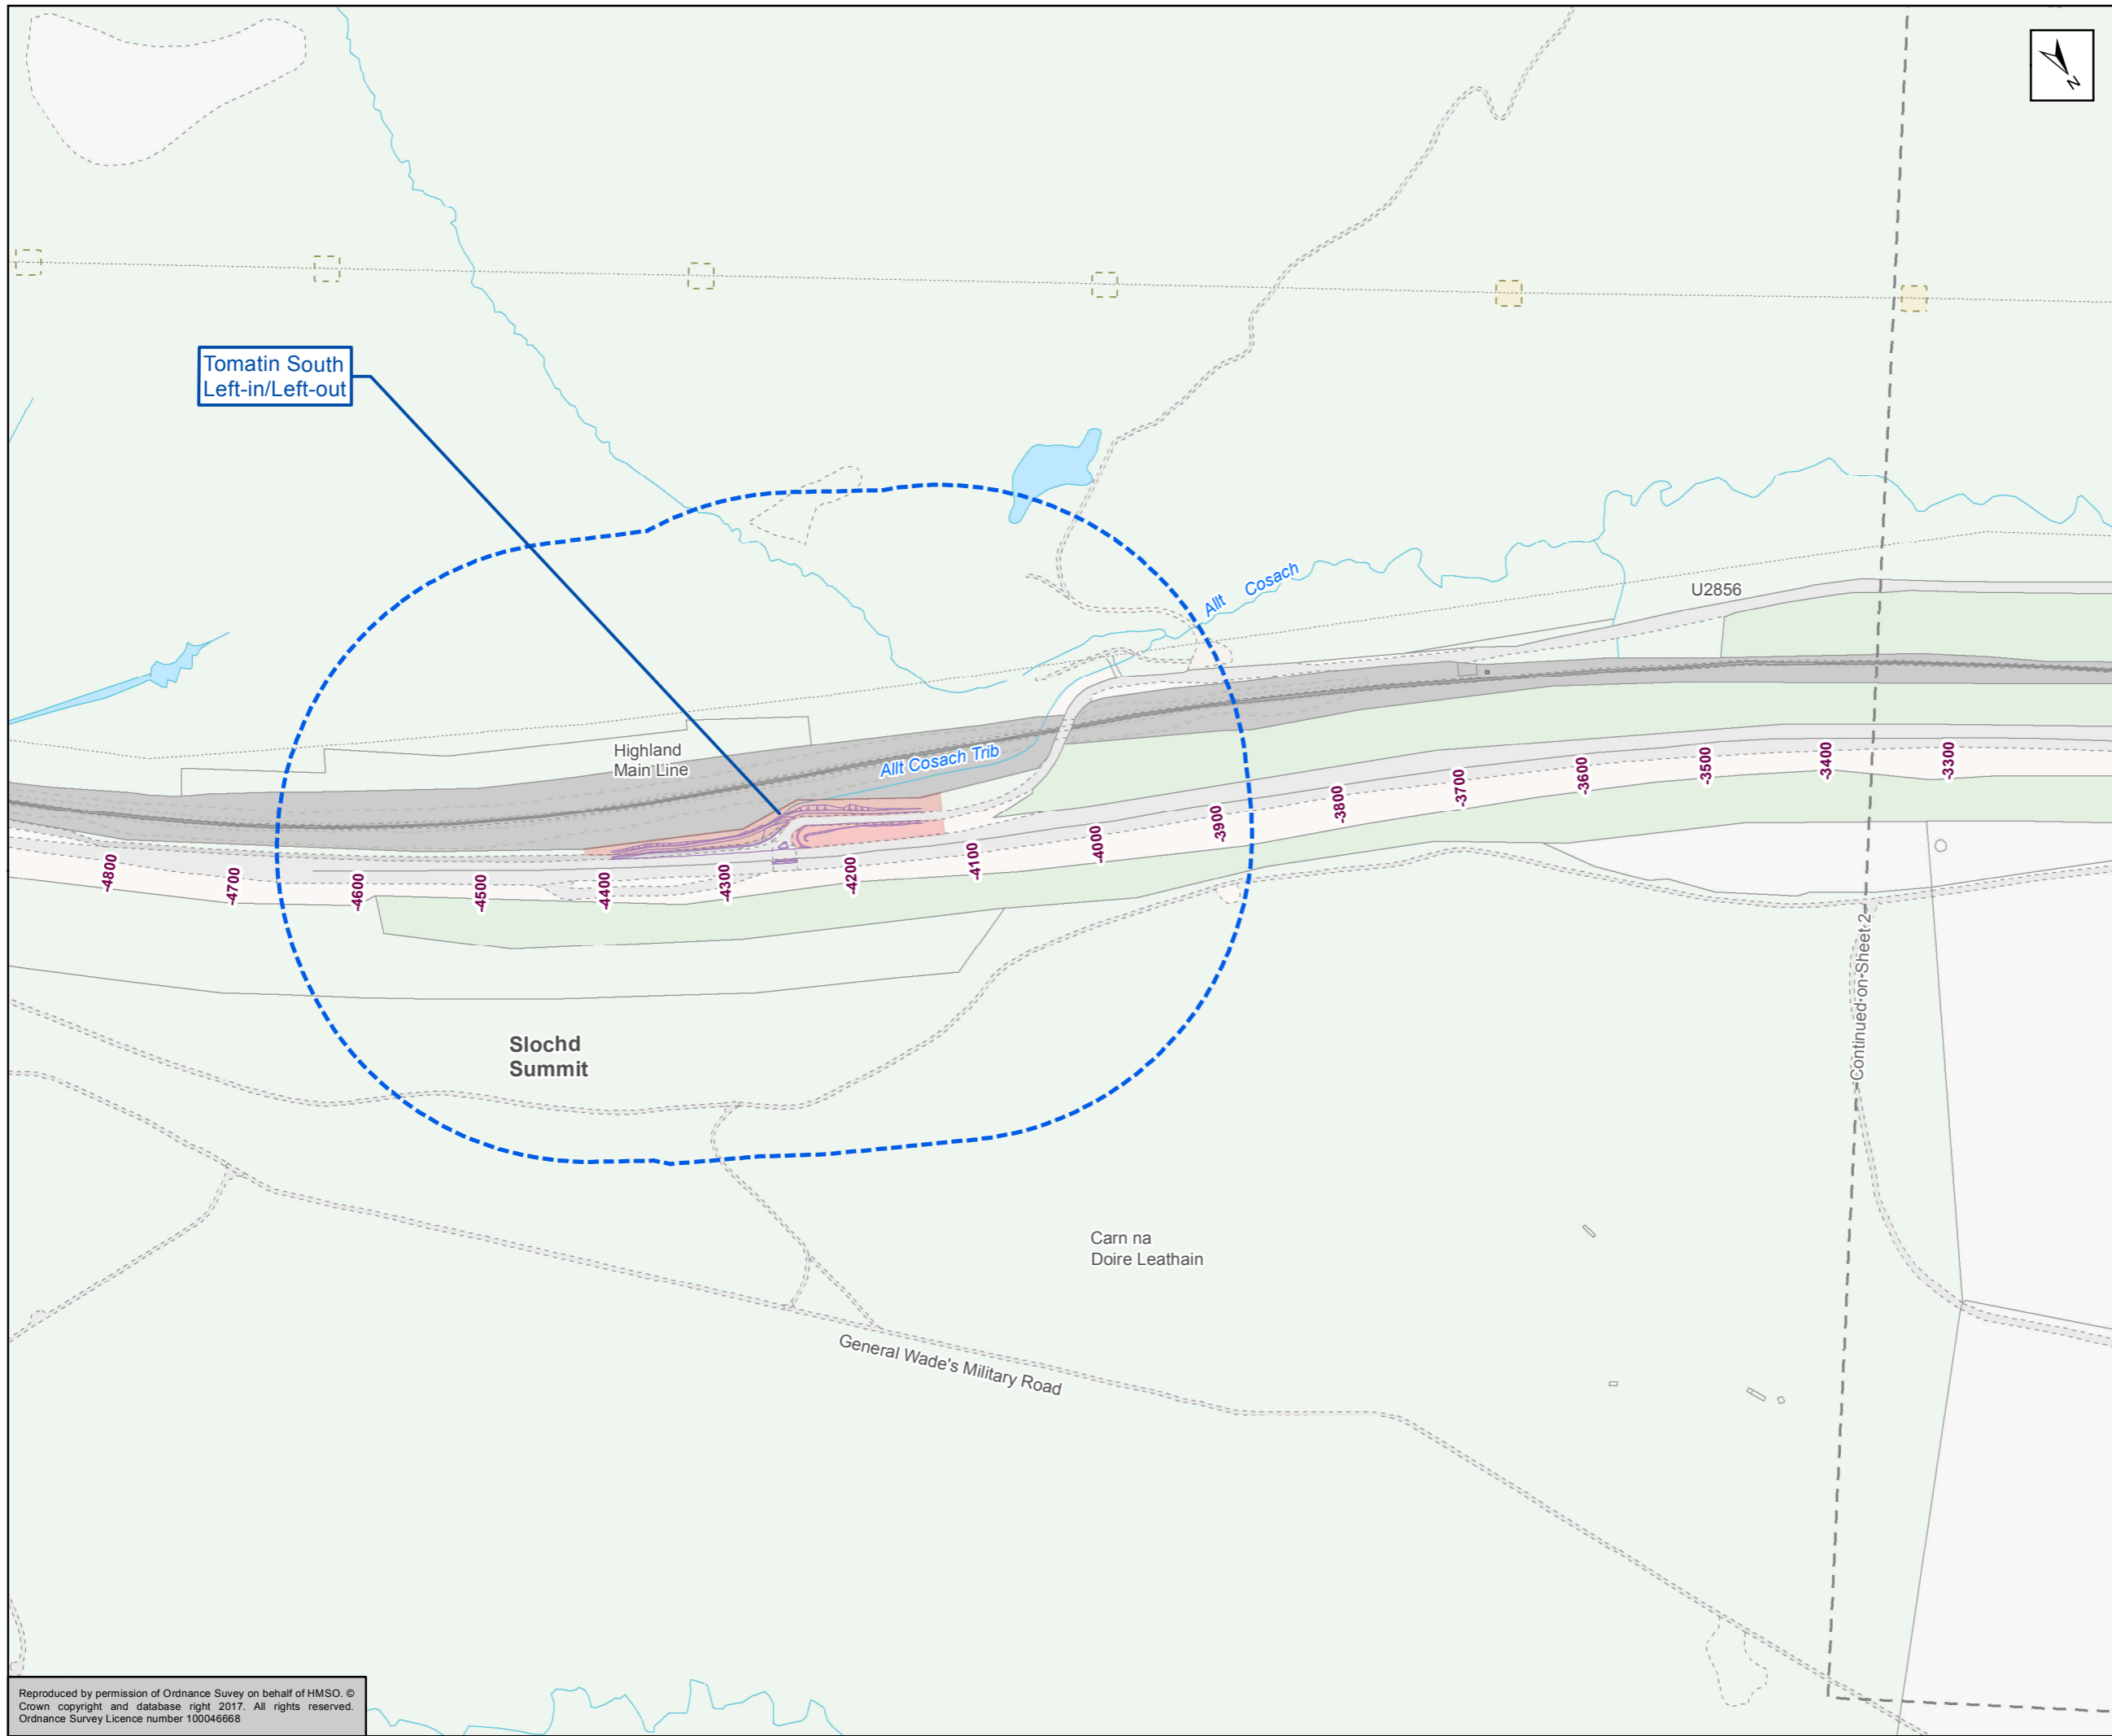 N
Tomatin South
Left-in/Left-out
Allt Cosach
U2856
Highland
Main Line
Allt Cosach Trib
-4800
-4700
-4600
-4500
-4400
-4300
-4200
-4100
-4000
-3900
-3800
-3700
-3600
-3500
-3400
-3300
Continued on Sheet 2
Slochd
Summit
Carn na
Doire Leathain
General Wade's Military Road
Reproduced by permission of Ordnance Suvey on behalf of HMSO. ©
Crown copyright and database right 2017. All rights reserved.
Ordnance Survey Licence number 100046668